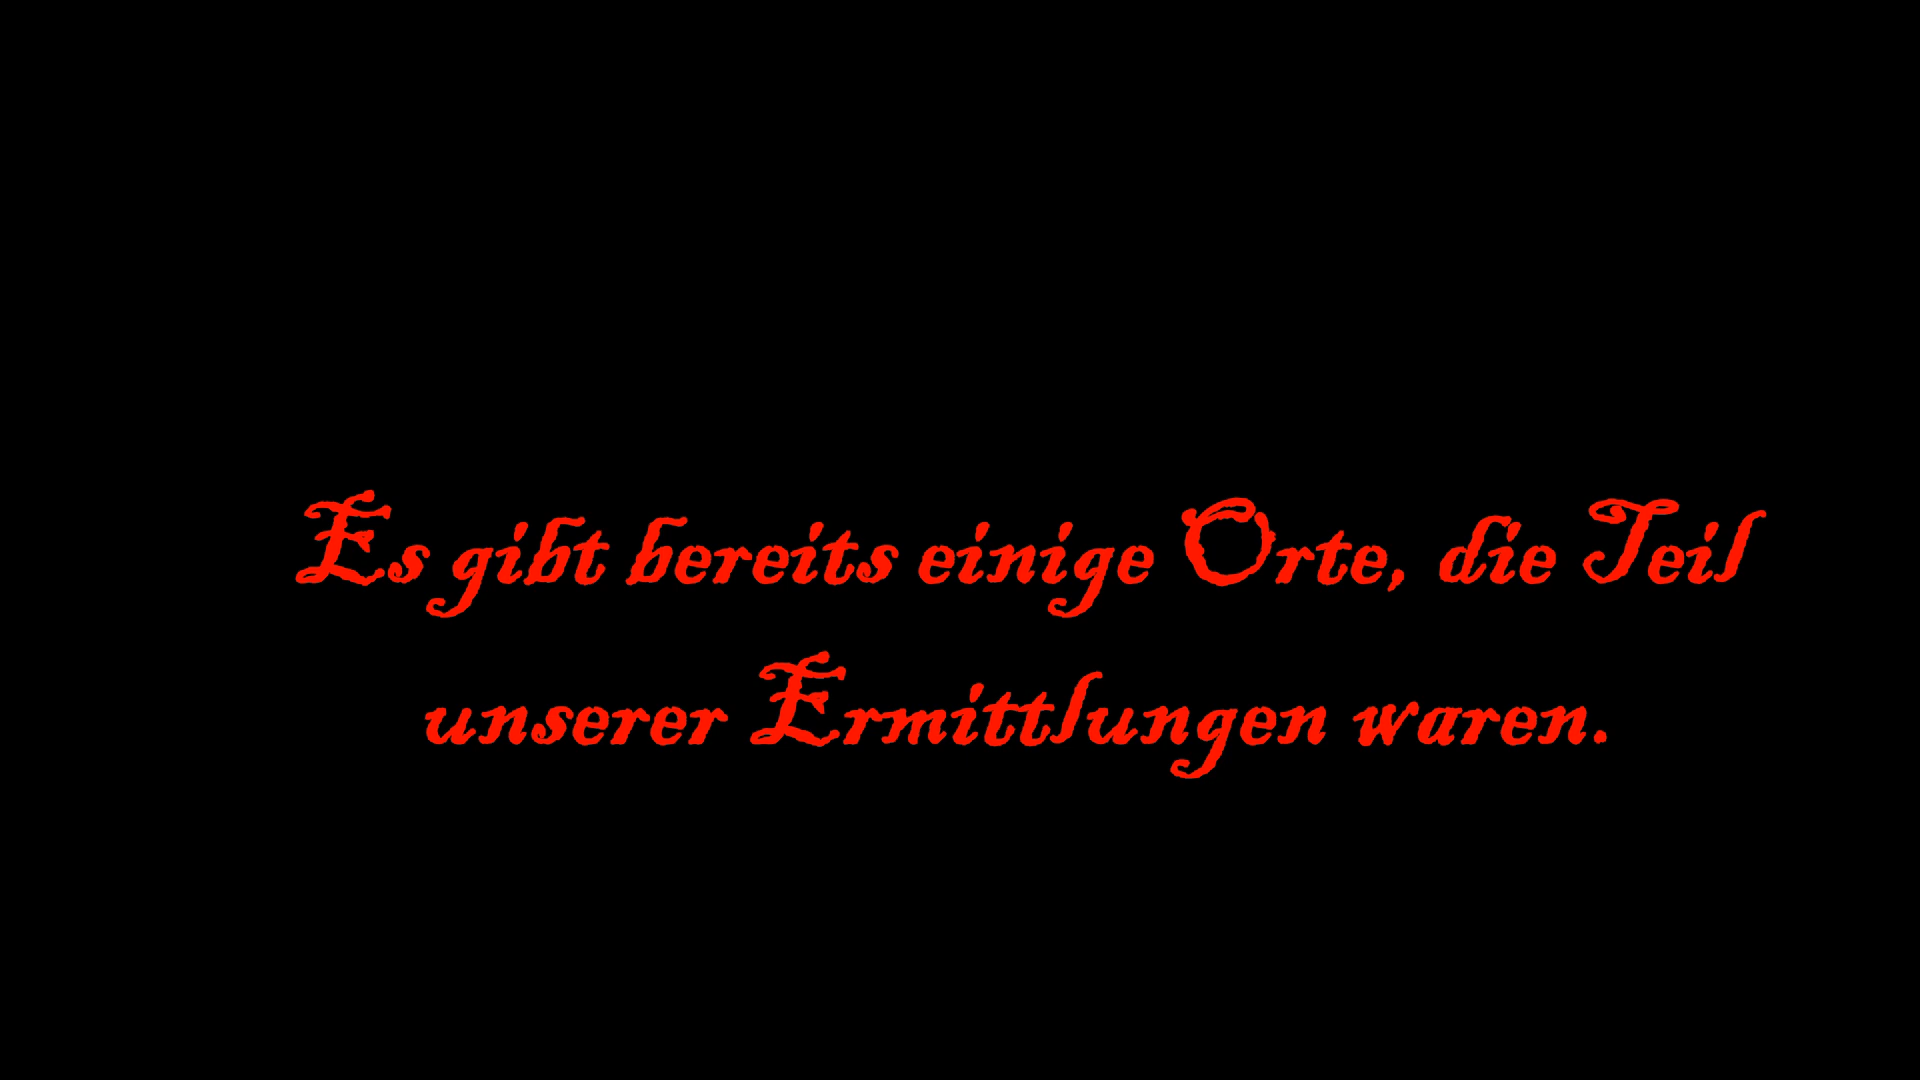 Es gibt bereits einige Orte, die Teil
unserer Ermittlungen waren.